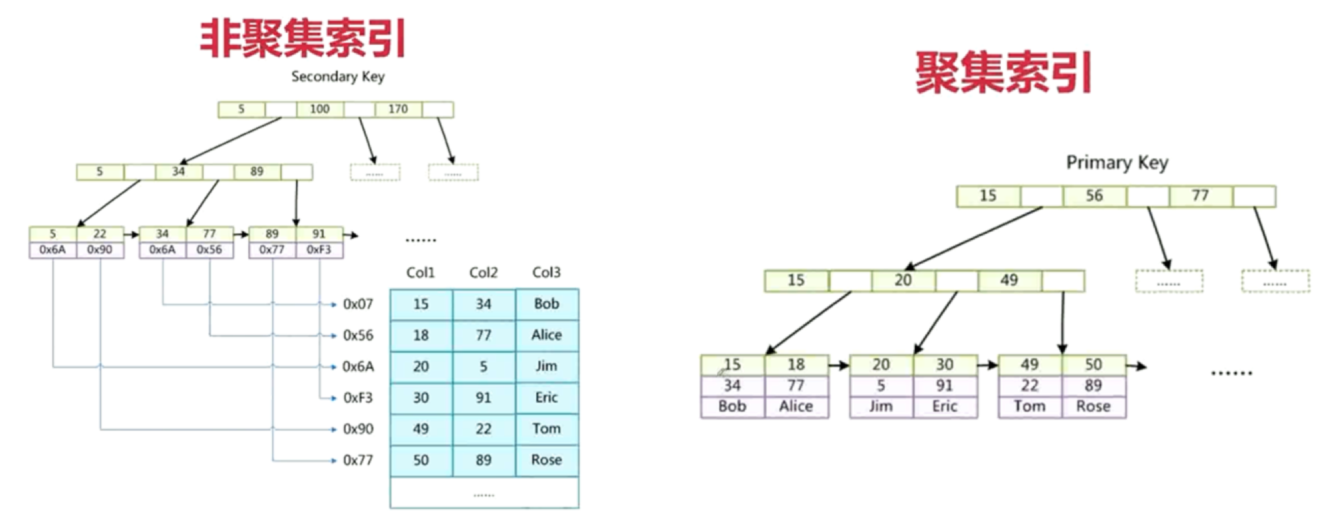 非聚集索引
Secondary Key
5 100 170
5 34 89
...... ......
5 22 34 77 89 91
0x6A 0x90 0x6A 0x56 0x77 0xF3
......
Col1 Col2 Col3
0x07 15 34 Bob
0x56 18 77 Alice
0x6A 20 5 Jim
0xF3 30 91 Eric
0x90 49 22 Tom
0x77 50 89 Rose
......
聚集索引
Primary Key
15 56 77
15 20 49
...... ......
15 18 20 30 49 50
34 77 5 91 22 89
Bob Alice Jim Eric Tom Rose
......